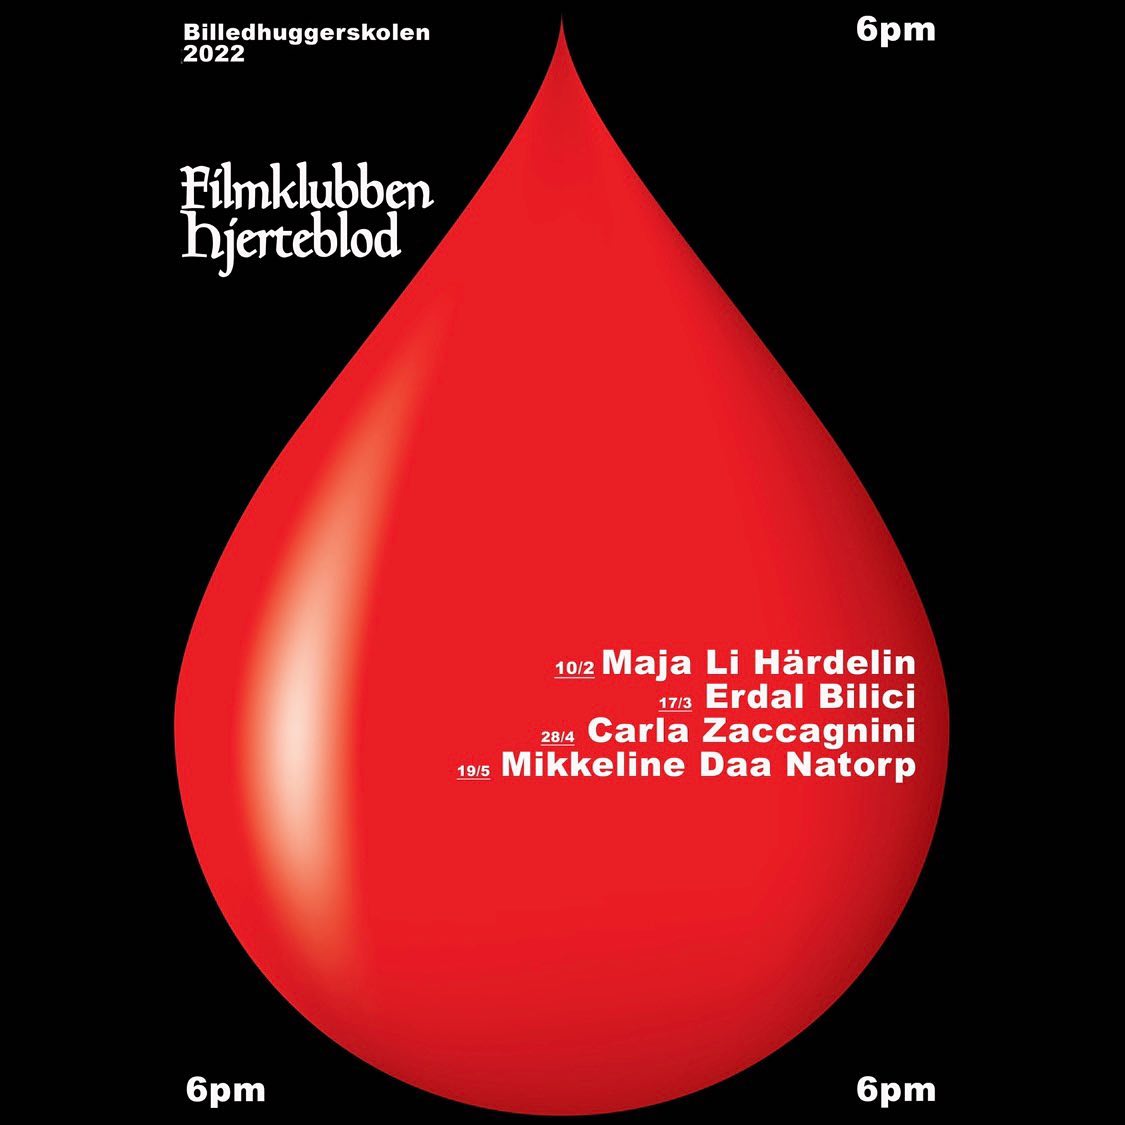 Billedhuggerskolen
2022
6pm
Filmklubben
Hjerteblod
10/2 Maja Li Härdelin
17/3 Erdal Bilici
28/4 Carla Zaccagnini
19/5 Mikkeline Daa Natorp
6pm
6pm